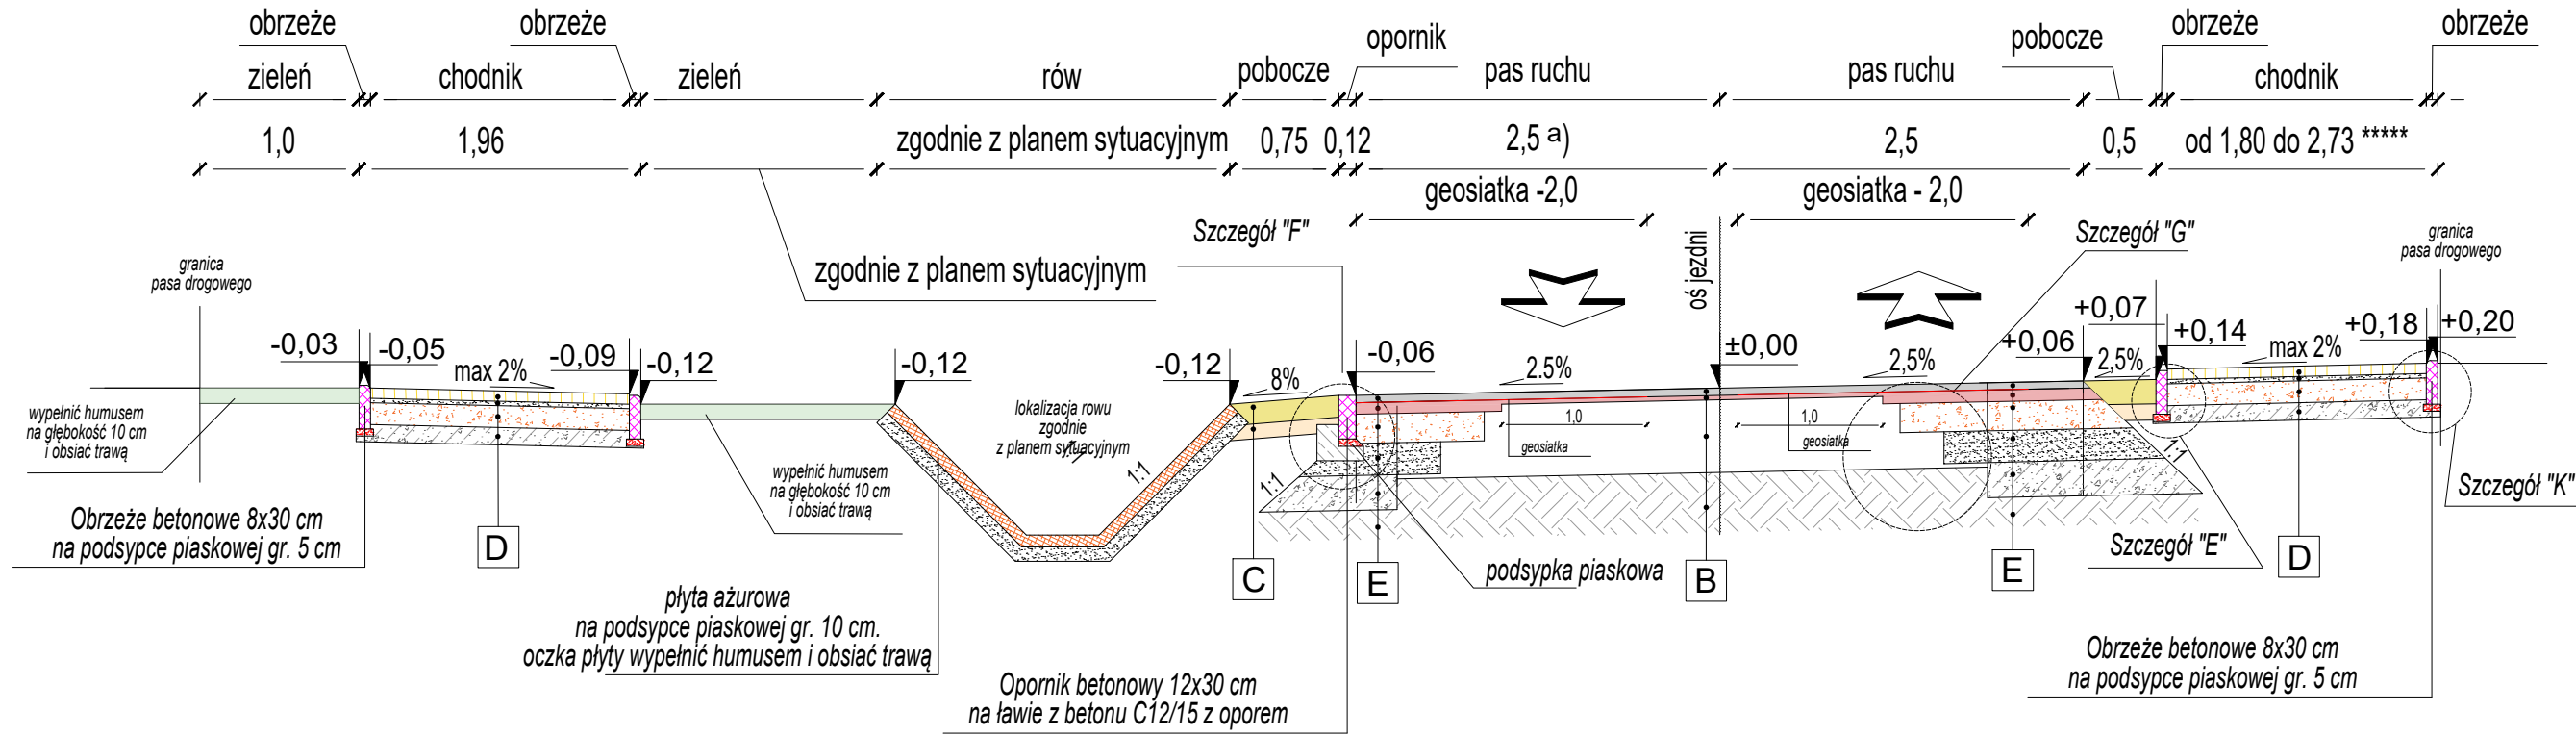 obrzeże
obrzeże
opornik
pobocze
obrzeże
obrzeże
zieleń
chodnik
zieleń
rów
pobocze
pas ruchu
pas ruchu
chodnik
1,0
1,96
zgodnie z planem sytuacyjnym
0,75
0,12
2,5 a)
2,5
0,5
od 1,80 do 2,73 *****
geosiatka -2,0
geosiatka - 2,0
Szczegół "F"
Szczegół "G"
oś jezdni
granica
pasa drogowego
zgodnie z planem sytuacyjnym
granica
pasa drogowego
-0,03
-0,05
-0,09
-0,12
-0,12
-0,12
-0,06
±0,00
+0,06
+0,07
+0,14
+0,18
+0,20
max 2%
8%
2.5%
2,5%
2,5%
max 2%
wypełnić humusem
na głębokość 10 cm
i obsiać trawą
lokalizacja rowu
zgodnie
z planem sytuacyjnym
1:1
1:1
1:1
1:1
1,0
geosiatka
1,0
geosiatka
wypełnić humusem
na głębokość 10 cm
i obsiać trawą
Szczegół "K"
Szczegół "E"
Obrzeże betonowe 8x30 cm
na podsypce piaskowej gr. 5 cm
D
C
E
podsypka piaskowa
B
E
D
płyta ażurowa
na podsypce piaskowej gr. 10 cm.
oczka płyty wypełnić humusem i obsiać trawą
Opornik betonowy 12x30 cm
na ławie z betonu C12/15 z oporem
Obrzeże betonowe 8x30 cm
na podsypce piaskowej gr. 5 cm